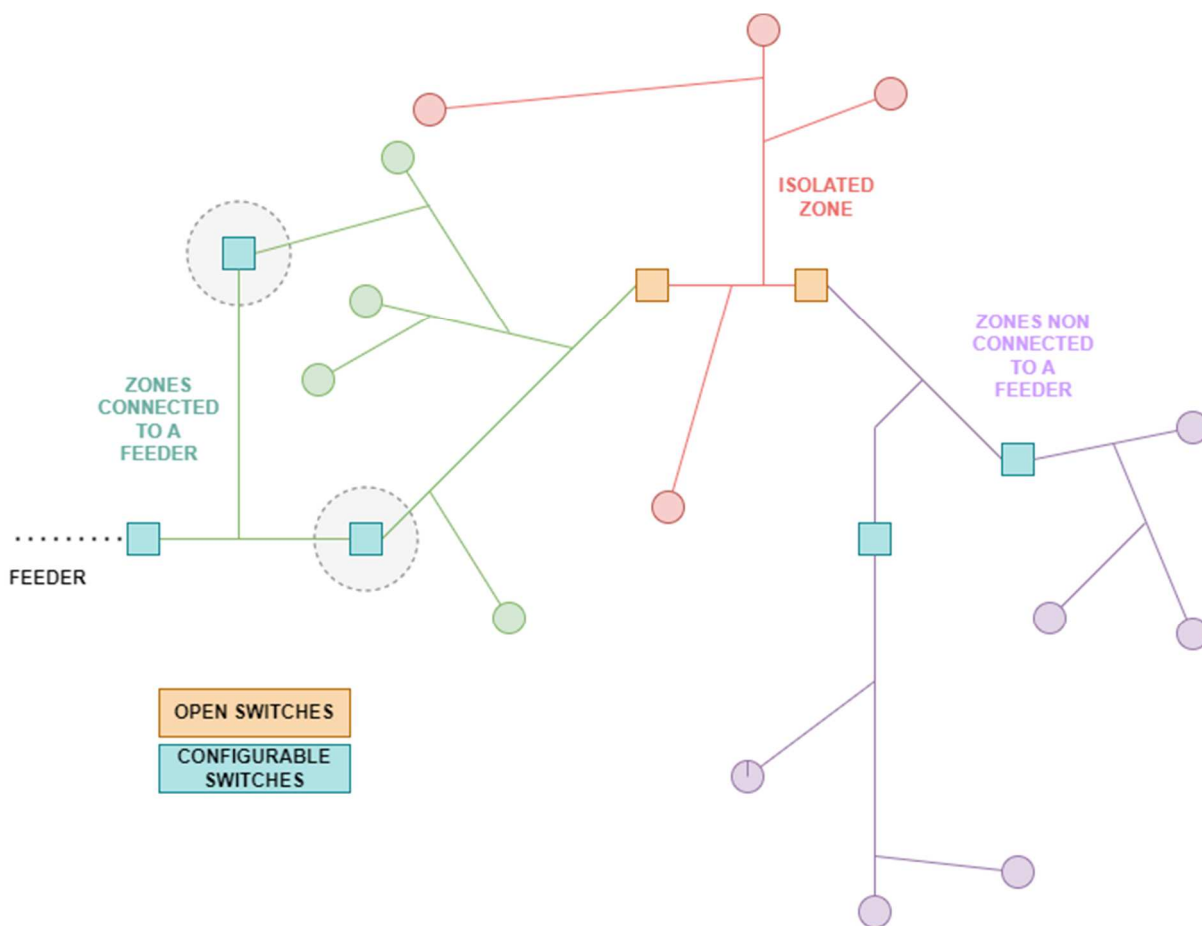 ISOLATED
ZONE
ZONES NON
CONNECTED
TO A
FEEDER
ZONES
CONNECTED
TO A
FEEDER
FEEDER
OPEN SWITCHES
CONFIGURABLE
SWITCHES